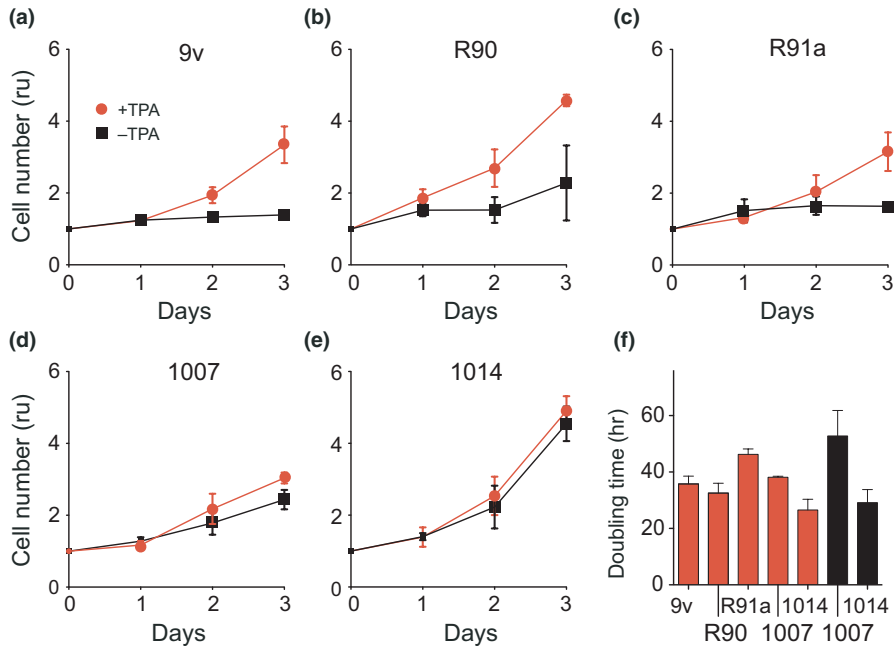 (a)
9v
Cell number (ru)
6
4
2
0
+TPA
–TPA
0 1 2 3
Days
(b)
R90
6
4
2
0
0 1 2 3
Days
(c)
R91a
6
4
2
0
0 1 2 3
Days
(d)
1007
Cell number (ru)
6
4
2
0
0 1 2 3
Days
(e)
1014
6
4
2
0
0 1 2 3
Days
(f)
Doubling time (hr)
60
40
20
0
9v R91a 1014 1014
R90 1007 1007